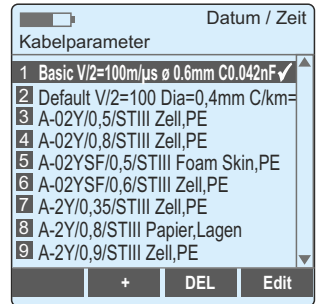 Datum / Zeit
Kabelparameter
1 Basic V/2=100m/µs ø 0.6mm C0.042nF✓
2 Default V/2=100 Dia=0,4mm C/km=
3 A-02Y/0,5/STIII Zell,PE
4 A-02Y/0,8/STIII Zell,PE
5 A-02YSF/0,5/STIII Foam Skin,PE
6 A-02YSF/0,6/STIII Zell,PE
7 A-2Y/0,35/STIII Zell,PE
8 A-2Y/0,8/STIII Papier,Lagen
9 A-2Y/0,9/STIII Zell,PE
+ DEL Edit